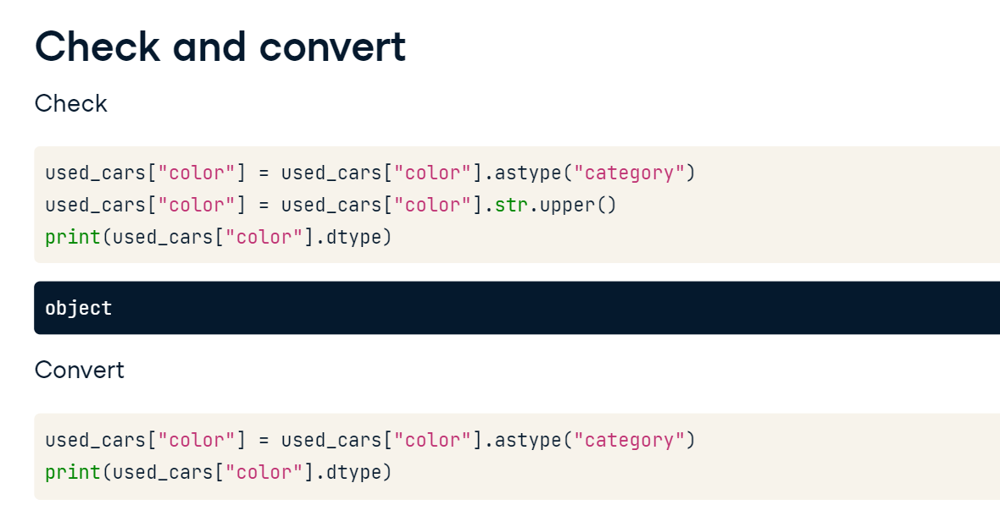 Check and convert
Check
used_cars["color"] = used_cars["color"].astype("category")
used_cars["color"] = used_cars["color"].str.upper()
print(used_cars["color"].dtype)
object
Convert
used_cars["color"] = used_cars["color"].astype("category")
print(used_cars["color"].dtype)